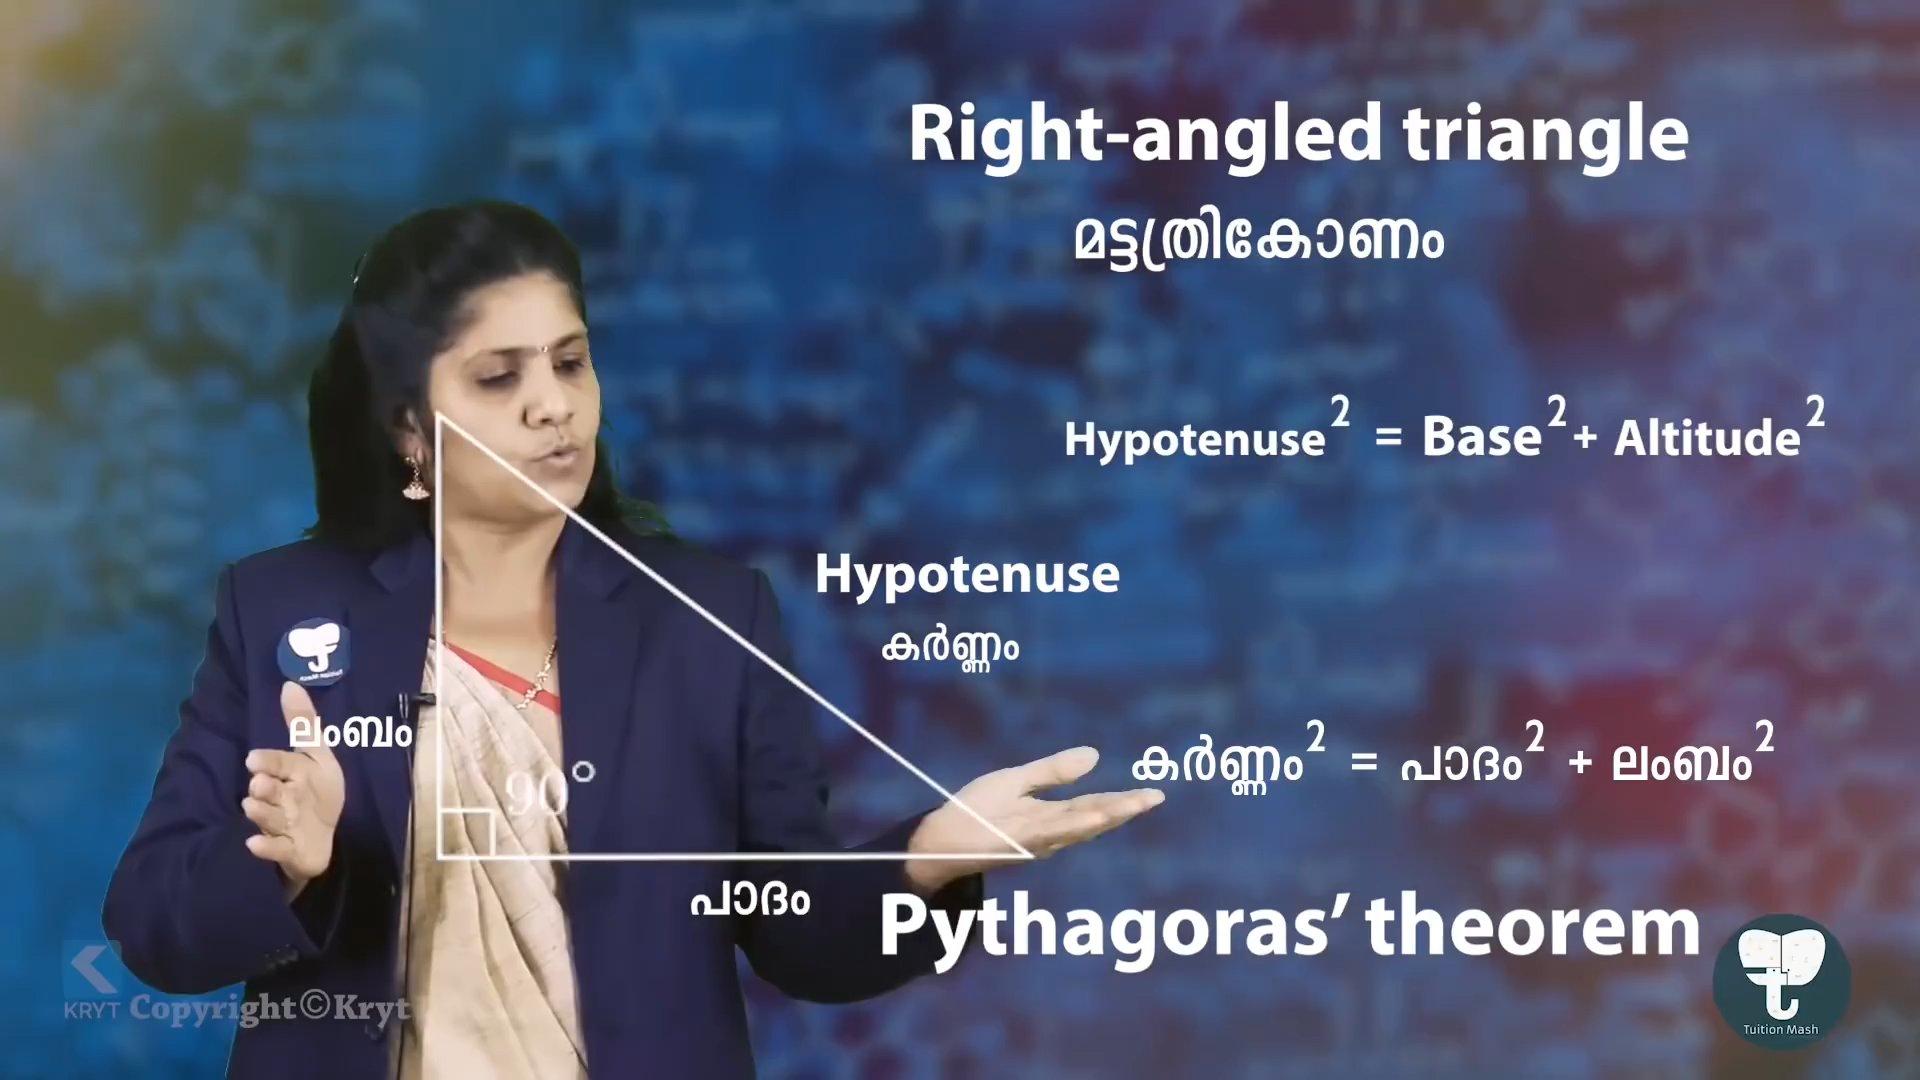 Right-angled triangle
മട്ടത്രികോണം
Hypotenuse² = Base² + Altitude²
Hypotenuse
കർണ്ണം
ലംബം
കർണ്ണം² = പാദം² + ലംബം²
90°
പാദം
Pythagoras’ theorem
KRYT Copyright©Kryt
Tuition Mash